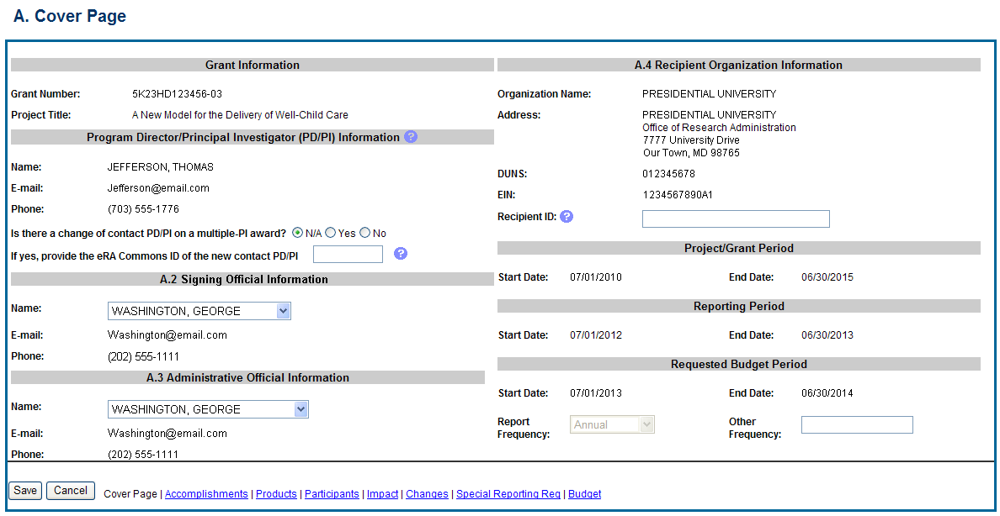 A. Cover Page
Grant Information
Grant Number: 5K23HD123456-03
Project Title: A New Model for the Delivery of Well-Child Care
Program Director/Principal Investigator (PD/PI) Information ?
Name: JEFFERSON, THOMAS
E-mail: Jefferson@email.com
Phone: (703) 555-1776
Is there a change of contact PD/PI on a multiple-PI award? N/A Yes No
If yes, provide the eRA Commons ID of the new contact PD/PI ?
A.2 Signing Official Information
Name: WASHINGTON, GEORGE
E-mail: Washington@email.com
Phone: (202) 555-1111
A.3 Administrative Official Information
Name: WASHINGTON, GEORGE
E-mail: Washington@email.com
Phone: (202) 555-1111
A.4 Recipient Organization Information
Organization Name: PRESIDENTIAL UNIVERSITY
Address: PRESIDENTIAL UNIVERSITY
Office of Research Administration
7777 University Drive
Our Town, MD 98765
DUNS: 012345678
EIN: 1234567890A1
Recipient ID: ?
Project/Grant Period
Start Date: 07/01/2010 End Date: 06/30/2015
Reporting Period
Start Date: 07/01/2012 End Date: 06/30/2013
Requested Budget Period
Start Date: 07/01/2013 End Date: 06/30/2014
Report Frequency: Annual Other Frequency:
Save Cancel Cover Page | Accomplishments | Products | Participants | Impact | Changes | Special Reporting Req | Budget